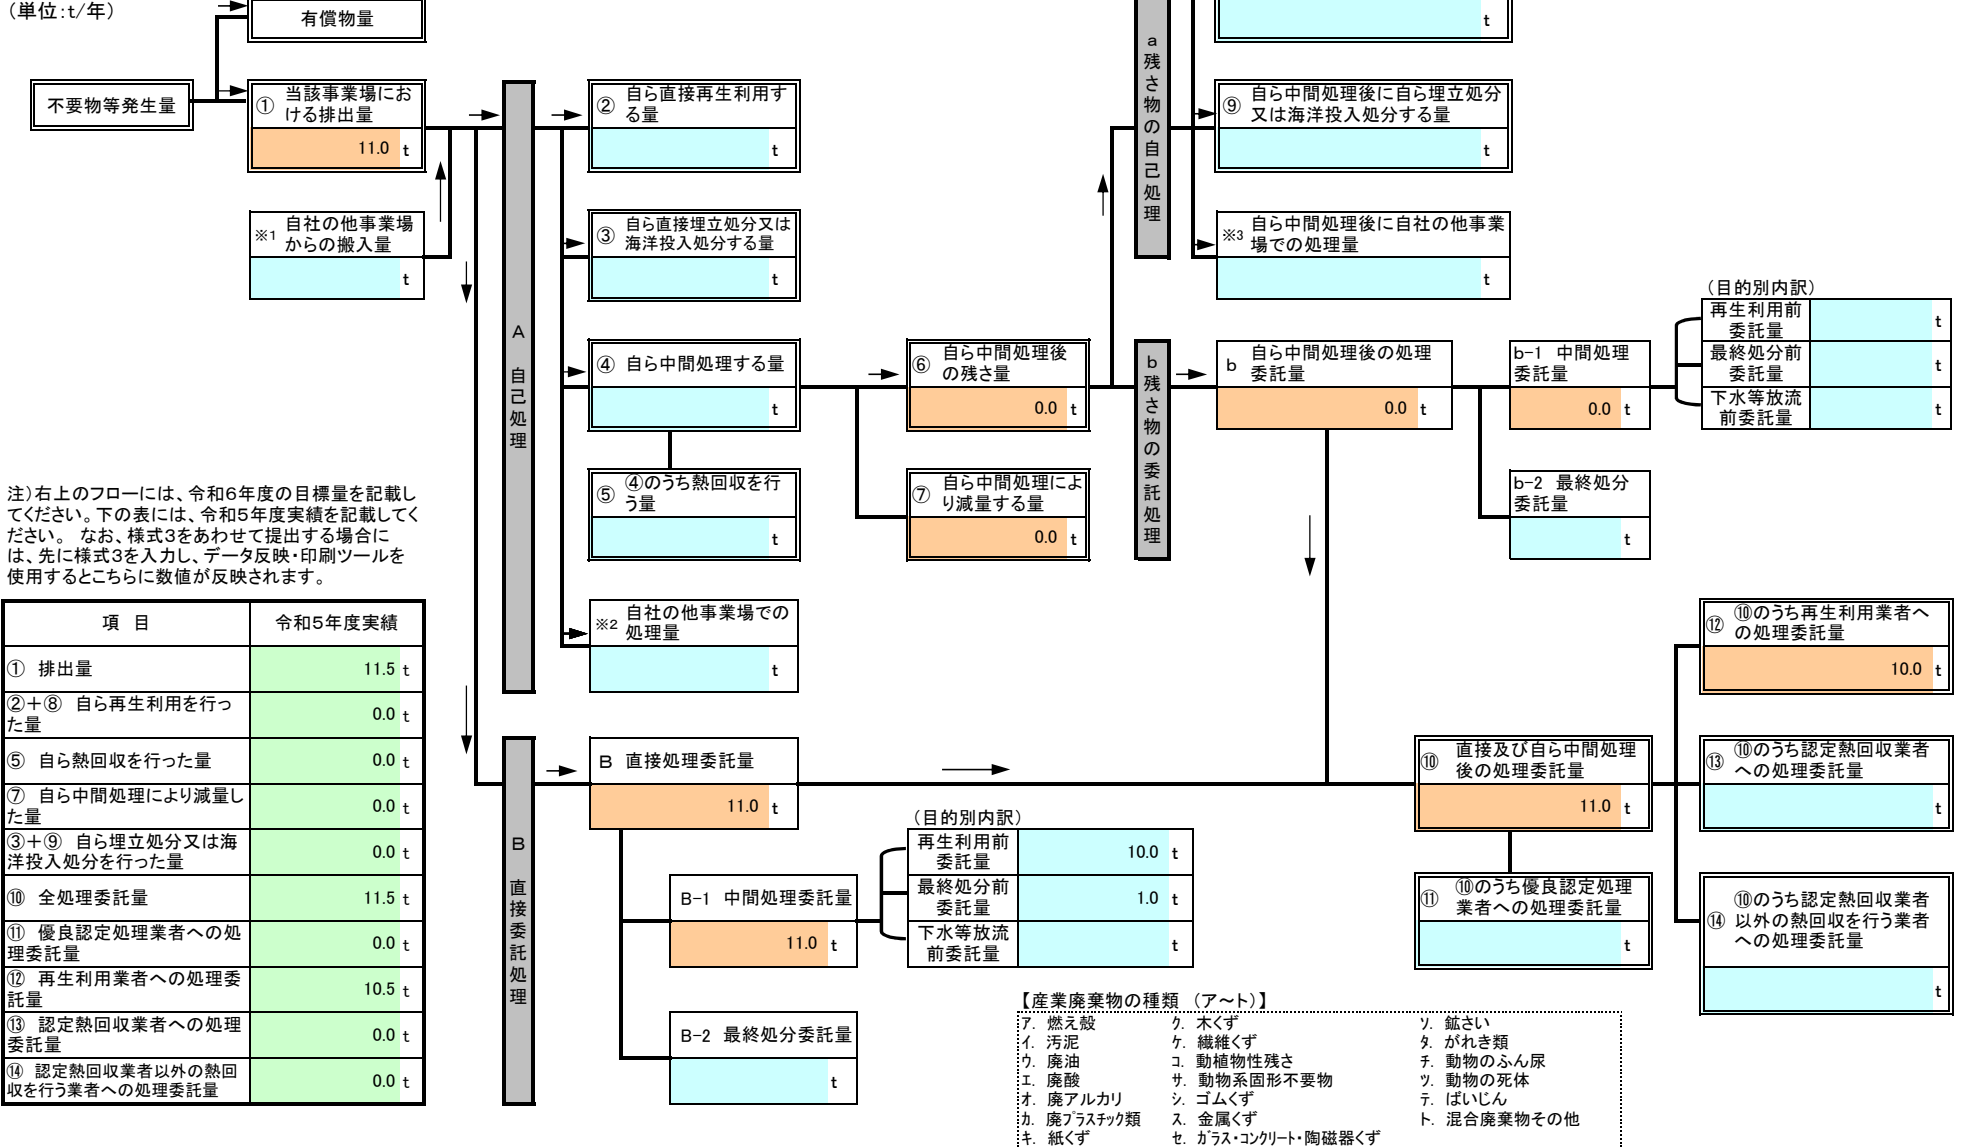 （単位：t/年）
有償物量
t
不要物等発生量
① 当該事業場にお
ける排出量
11.0 t
※1 自社の他事業場
からの搬入量
t
A 自己処理
② 自ら直接再生利用す
る量
t
③ 自ら直接埋立処分又は
海洋投入処分する量
t
④ 自ら中間処理する量
t
⑤ ④のうち熱回収を行
う量
t
※2 自社の他事業場での
処理量
t
⑥ 自ら中間処理後
の残さ量
0.0 t
⑦ 自ら中間処理によ
り減量する量
0.0 t
a残さ物の自己処理
⑨ 自ら中間処理後に自ら埋立処分
又は海洋投入処分する量
t
※3 自ら中間処理後に自社の他事業
場での処理量
t
b残さ物の委託処理
b 自ら中間処理後の処理
委託量
0.0 t
b-1 中間処理
委託量
0.0 t
b-2 最終処分
委託量
t
（目的別内訳）
再生利用前
委託量
t
最終処分前
委託量
t
下水等放流
前委託量
t
注）右上のフローには、令和６年度の目標量を記載し
てください。下の表には、令和５年度実績を記載してく
ださい。 なお、様式３をあわせて提出する場合に
は、先に様式３を入力し、データ反映・印刷ツールを
使用するとこちらに数値が反映されます。
項 目 令和５年度実績
① 排出量 11.5 t
②＋⑧ 自ら再生利用を行っ
た量 0.0 t
⑤ 自ら熱回収を行った量 0.0 t
⑦ 自ら中間処理により減量し
た量 0.0 t
③＋⑨ 自ら埋立処分又は海
洋投入処分を行った量 0.0 t
⑩ 全処理委託量 11.5 t
⑪ 優良認定処理業者への処
理委託量 0.0 t
⑫ 再生利用業者への処理委
託量 10.5 t
⑬ 認定熱回収業者への処理
委託量 0.0 t
⑭ 認定熱回収業者以外の熱回
収を行う業者への処理委託量 0.0 t
B 直接委託処理
B 直接処理委託量
11.0 t
B-1 中間処理委託量
11.0 t
B-2 最終処分委託量
t
（目的別内訳）
再生利用前
委託量
10.0 t
最終処分前
委託量
1.0 t
下水等放流
前委託量
t
⑩ 直接及び自ら中間処理
後の処理委託量
11.0 t
⑪ ⑩のうち優良認定処理
業者への処理委託量
t
⑫ ⑩のうち再生利用業者へ
の処理委託量
10.0 t
⑬ ⑩のうち認定熱回収業者
への処理委託量
t
⑭ ⑩のうち認定熱回収業者
以外の熱回収を行う業者
への処理委託量
t
【産業廃棄物の種類 （ア～ト）】
ア. 燃え殻 ク. 木くず ソ. 鉱さい
イ. 汚泥 ケ. 繊維くず タ. がれき類
ウ. 廃油 コ. 動植物性残さ チ. 動物のふん尿
エ. 廃酸 サ. 動物系固形不要物 ツ. 動物の死体
オ. 廃アルカリ シ. ゴムくず テ. ばいじん
カ. 廃プラスチック類 ス. 金属くず ト. 混合廃棄物その他
キ. 紙くず セ. ガラス・コンクリート・陶磁器くず